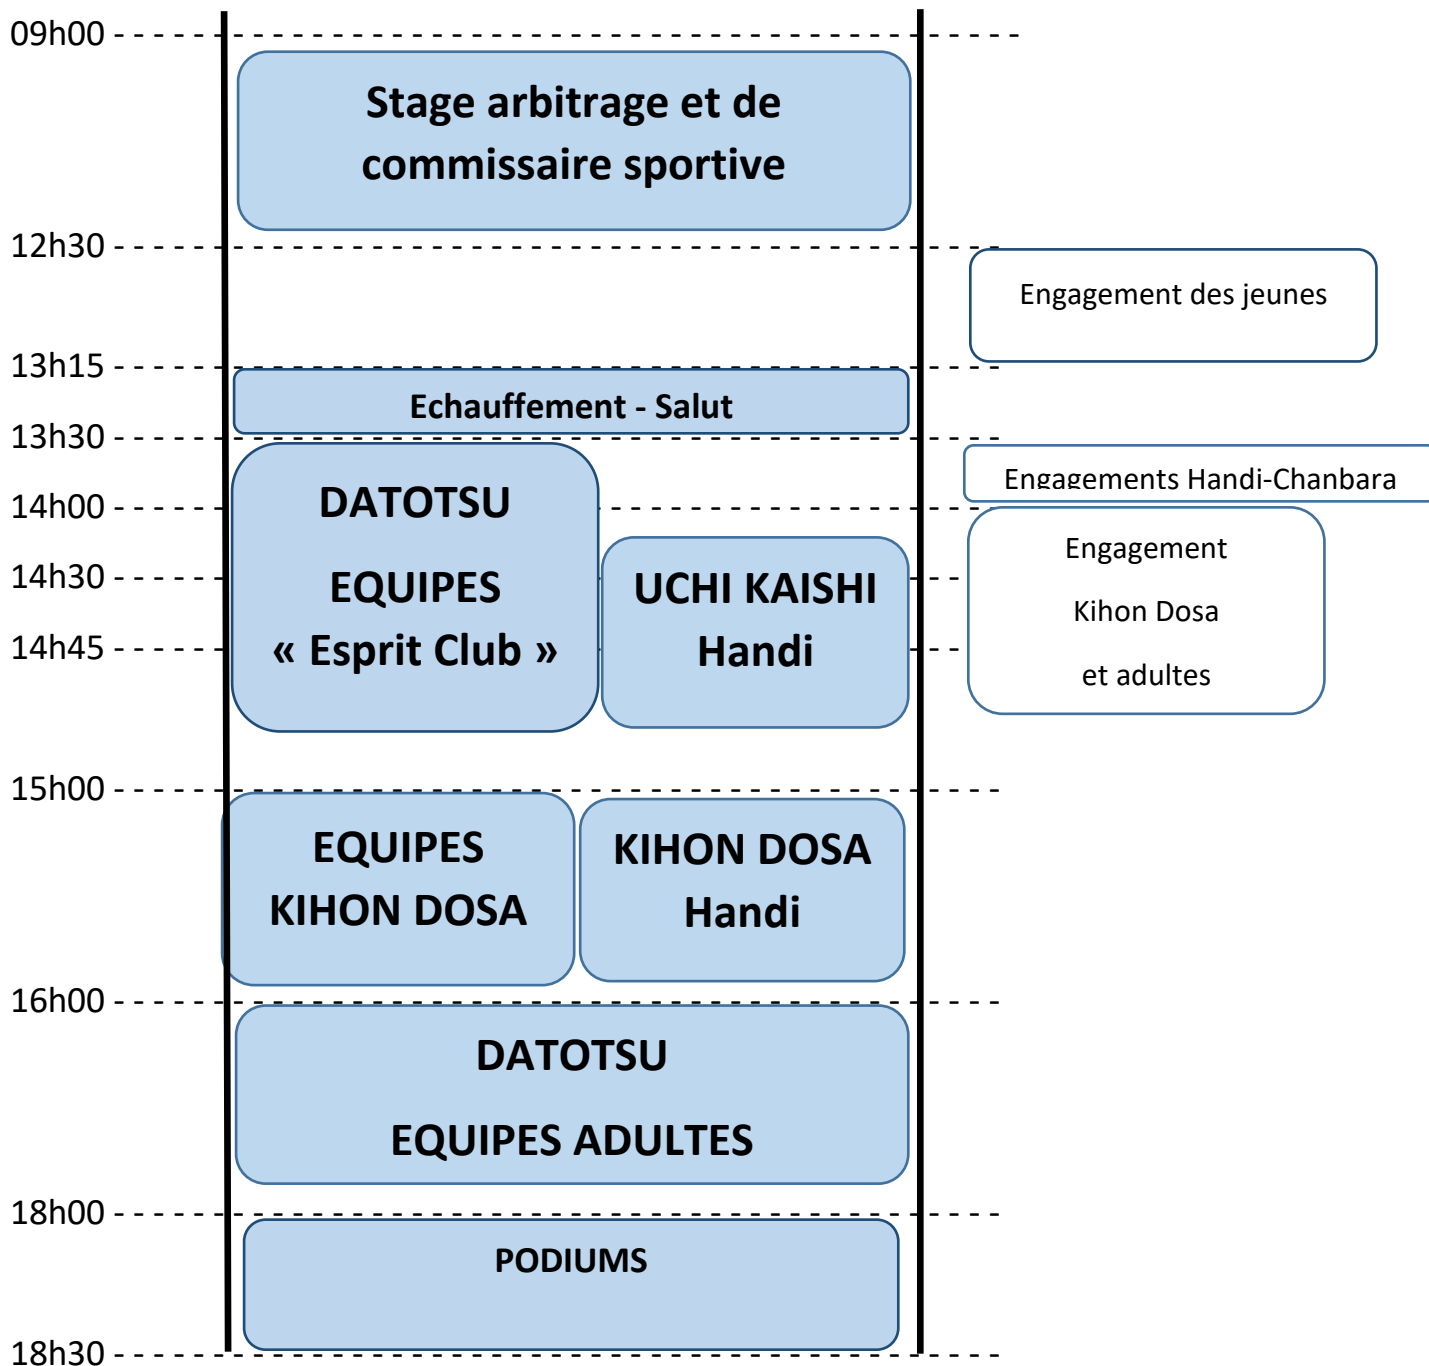 09h00
Stage arbitrage et de
commissaire sportive
12h30
Engagement des jeunes
13h15
Echauffement - Salut
13h30
Engagements Handi-Chanbara
DATOTSU
EQUIPES
« Esprit Club »
14h00
14h30
14h45
UCHI KAISHI
Handi
Engagement
Kihon Dosa
et adultes
15h00
EQUIPES
KIHON DOSA
KIHON DOSA
Handi
16h00
DATOTSU
EQUIPES ADULTES
18h00
PODIUMS
18h30